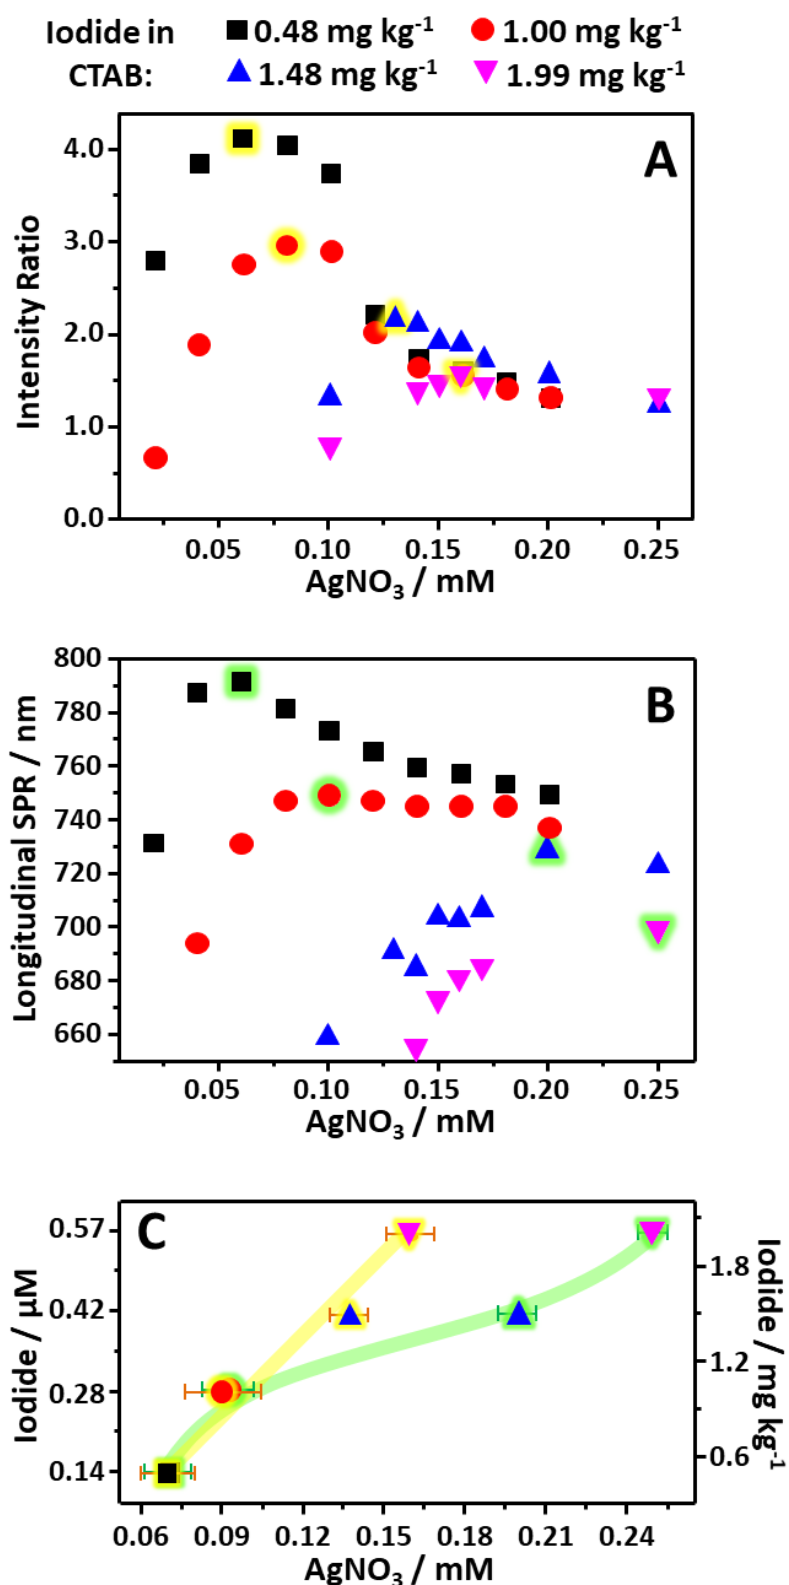 Iodide in ■ 0.48 mg kg⁻¹ ● 1.00 mg kg⁻¹
CTAB: ▲ 1.48 mg kg⁻¹ ▼ 1.99 mg kg⁻¹
A
4.0
3.0
2.0
1.0
0.0
Intensity Ratio
0.05 0.10 0.15 0.20 0.25
AgNO₃ / mM
B
800
780
760
740
720
700
680
660
Longitudinal SPR / nm
0.05 0.10 0.15 0.20 0.25
AgNO₃ / mM
C
0.57
0.42
0.28
0.14
Iodide / μM
1.8
1.2
0.6
Iodide / mg kg⁻¹
0.06 0.09 0.12 0.15 0.18 0.21 0.24
AgNO₃ / mM